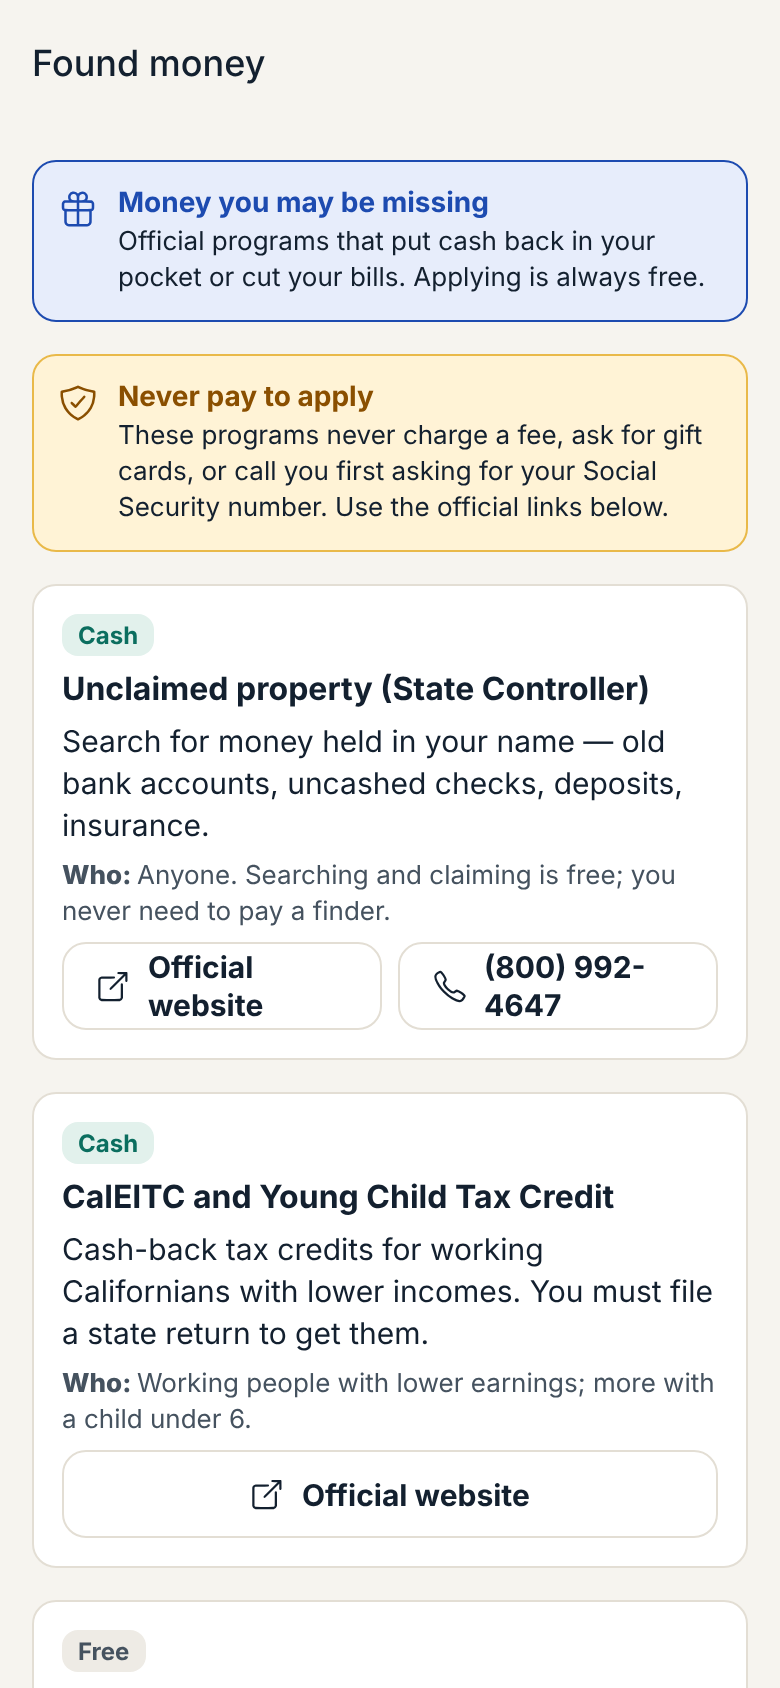 Found money
Money you may be missing
Official programs that put cash back in your
pocket or cut your bills. Applying is always free.
Never pay to apply
These programs never charge a fee, ask for gift
cards, or call you first asking for your Social
Security number. Use the official links below.
Cash
Unclaimed property (State Controller)
Search for money held in your name — old
bank accounts, uncashed checks, deposits,
insurance.
Who: Anyone. Searching and claiming is free; you
never need to pay a finder.
Official
website
(800) 992-
4647
Cash
CalEITC and Young Child Tax Credit
Cash-back tax credits for working
Californians with lower incomes. You must file
a state return to get them.
Who: Working people with lower earnings; more with
a child under 6.
Official website
Free